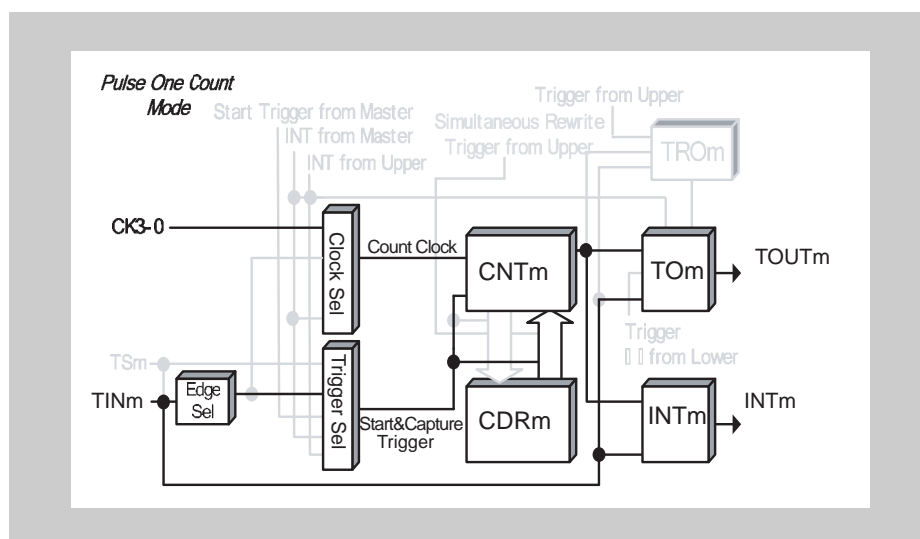 Pulse One Count
Mode
Start Trigger from Master
INT from Master
INT from Upper
Trigger from Upper
Simultaneous Rewrite
Trigger from Upper
TROm
CK3-0
Clock Sel
Count Clock
CNTm
TOm
TOUTm
Trigger
from Lower
TSm
TINm
Edge
Sel
Trigger Sel
Start&Capture
Trigger
CDRm
INTm
INTm